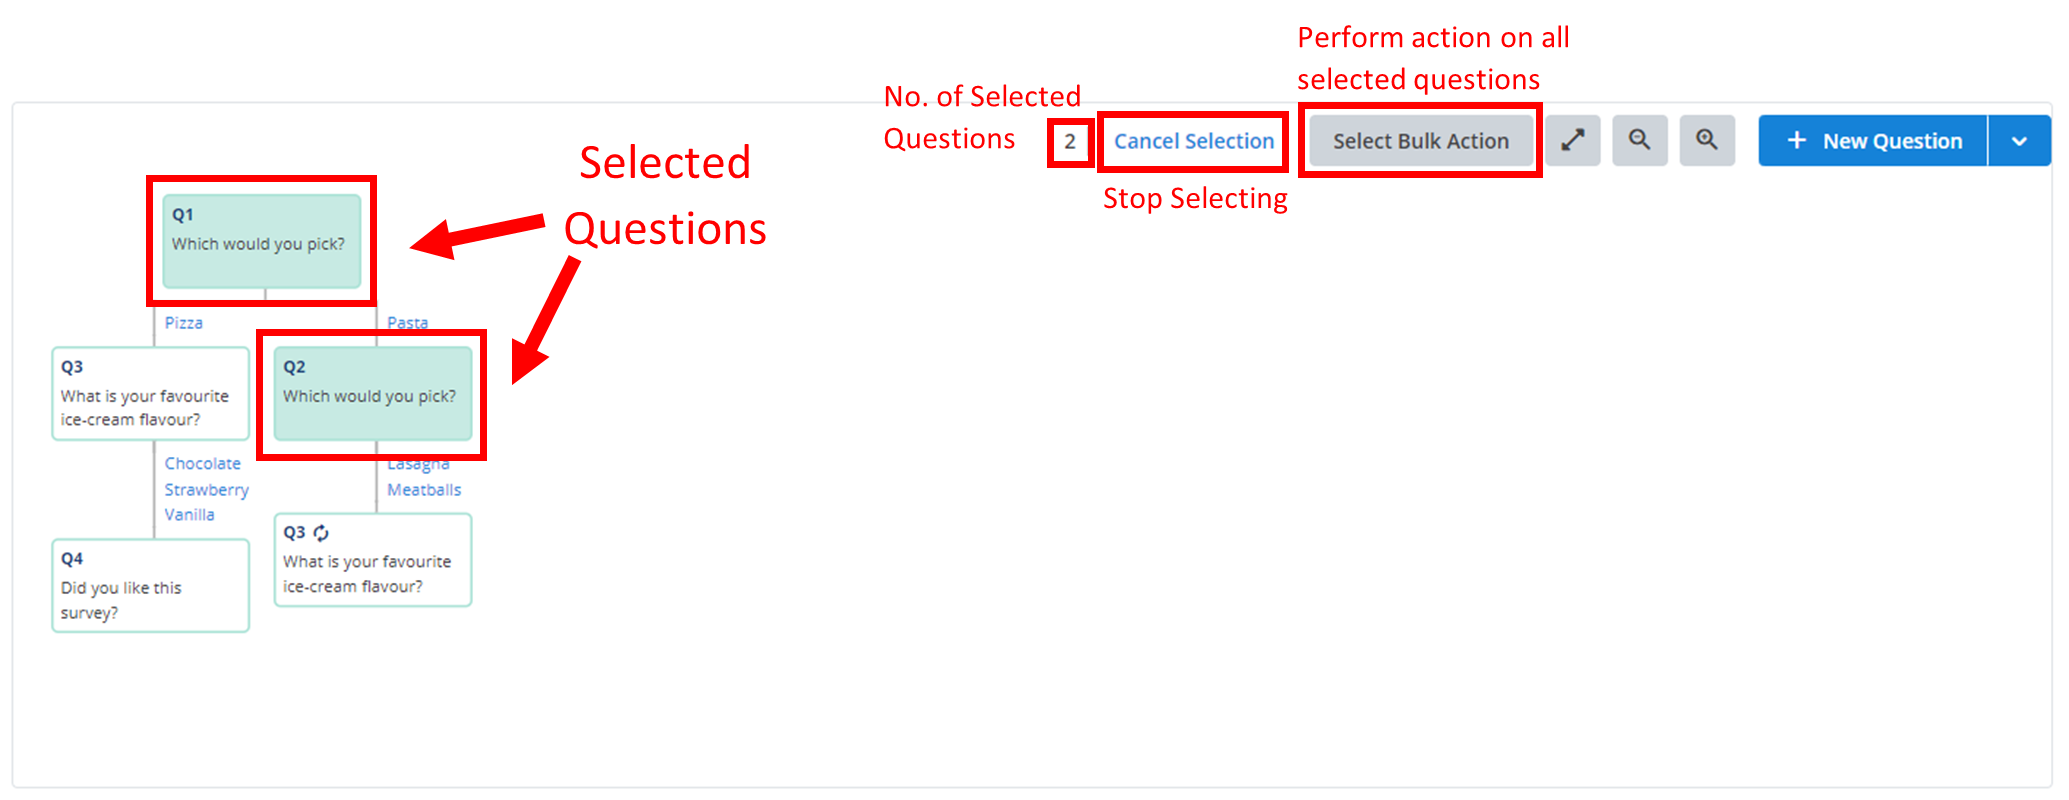 Perform action on all
selected questions
No. of Selected
Questions
2
Cancel Selection
Select Bulk Action
+ New Question
Stop Selecting
Selected
Questions
Q1
Which would you pick?
Pizza
Pasta
Q3
What is your favourite
ice-cream flavour?
Q2
Which would you pick?
Chocolate
Strawberry
Vanilla
Lasagna
Meatballs
Q4
Did you like this
survey?
Q3
What is your favourite
ice-cream flavour?